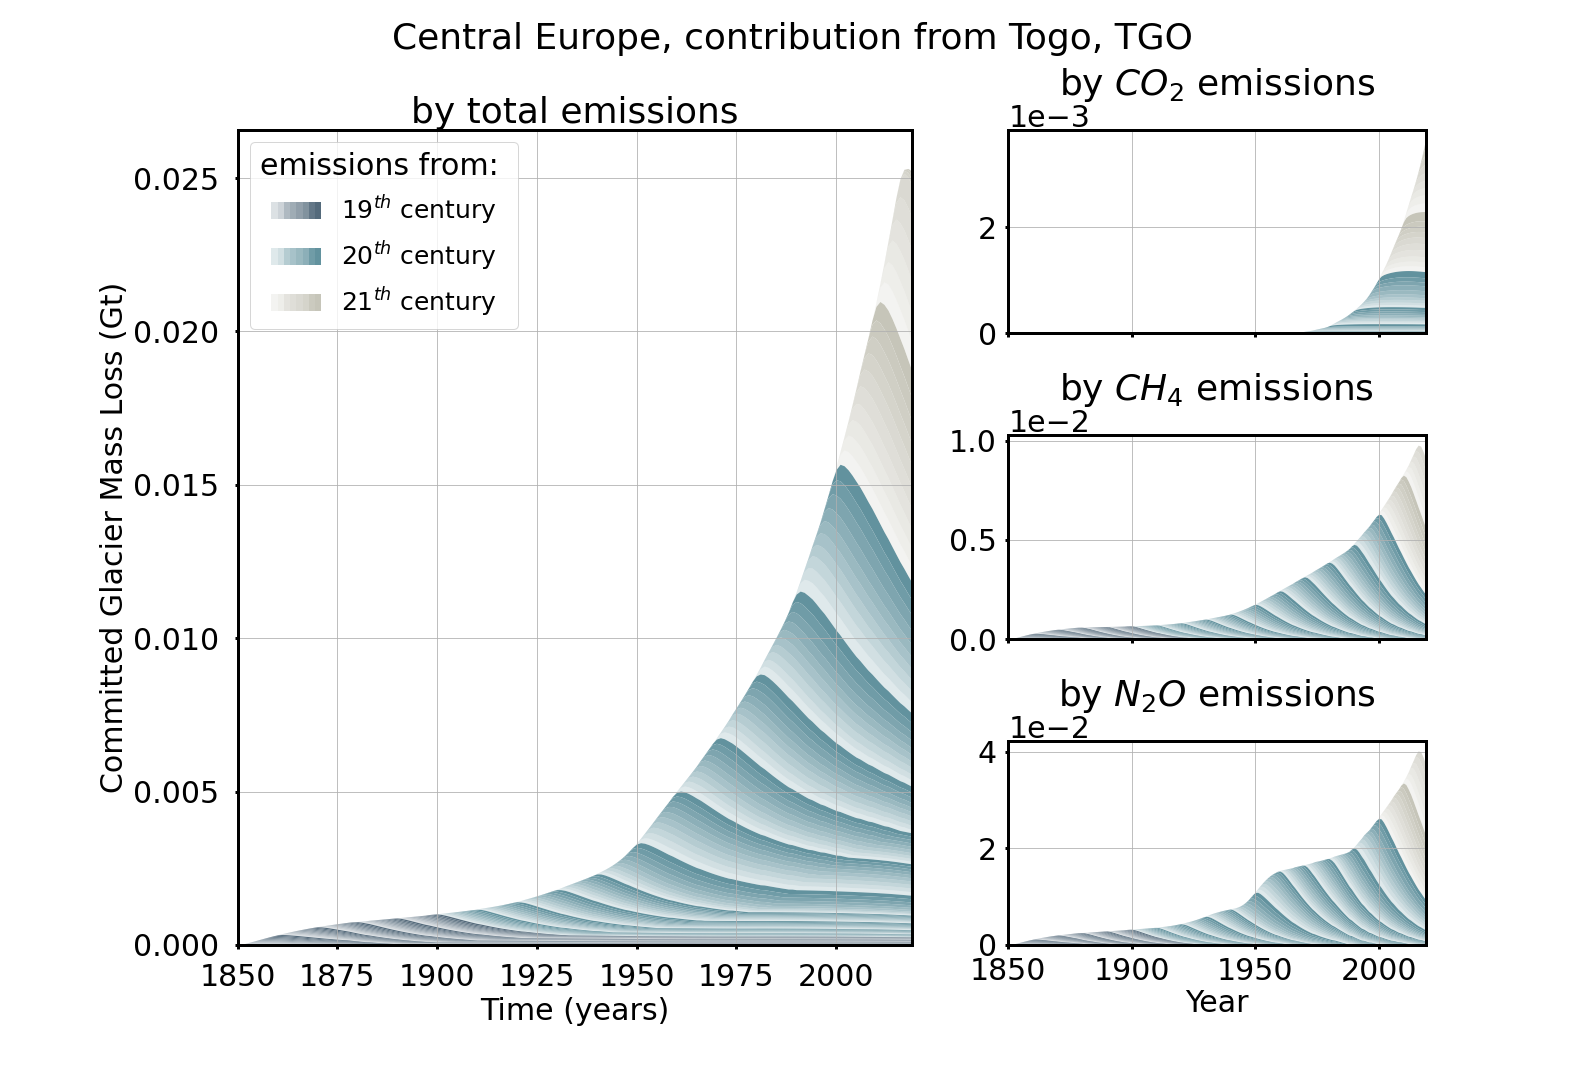 Central Europe, contribution from Togo, TGO
by total emissions
emissions from:
19th century
20th century
21th century
Committed Glacier Mass Loss (Gt)
0.025
0.020
0.015
0.010
0.005
0.000
1850 1875 1900 1925 1950 1975 2000
Time (years)
by CO2 emissions
1e−3
2
0
by CH4 emissions
1e−2
1.0
0.5
0.0
by N2O emissions
1e−2
4
2
0
1850 1900 1950 2000
Year